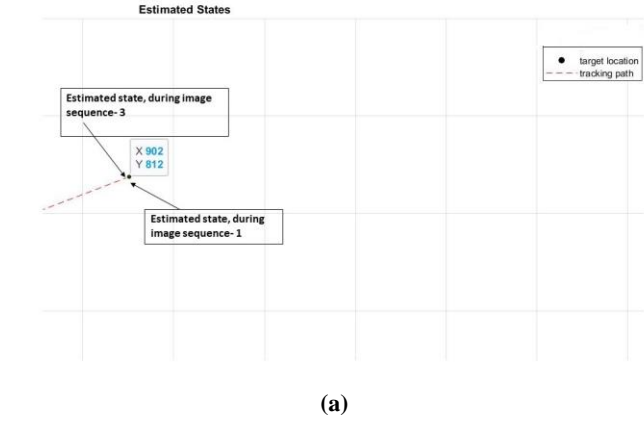 Estimated States
target location
tracking path
Estimated state, during image
sequence- 3
X 902
Y 812
Estimated state, during
image sequence- 1
(a)